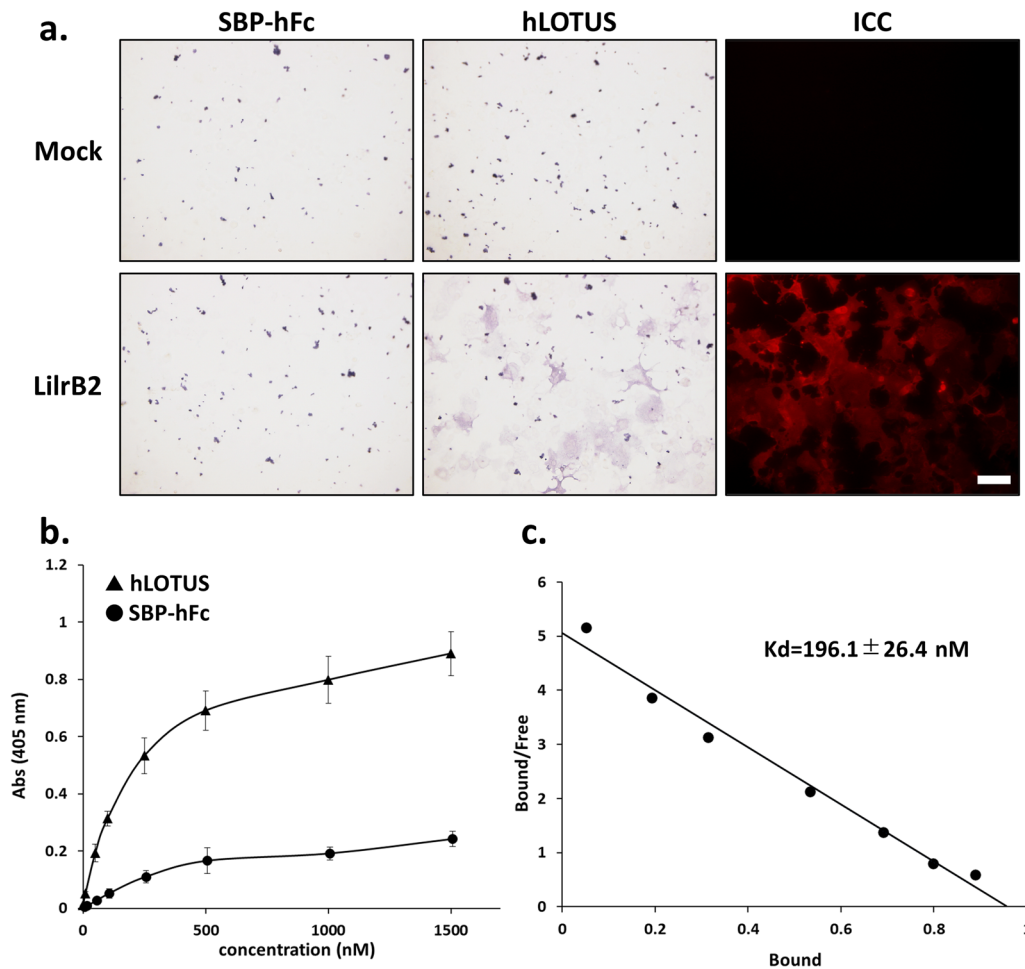 a.
SBP-hFc
hLOTUS
ICC
Mock
LilrB2
b.
1.2
1
0.8
0.6
0.4
0.2
0
Abs (405 nm)
▲ hLOTUS
● SBP-hFc
0
500
1000
1500
concentration (nM)
c.
6
5
4
3
2
1
0
Bound/Free
Kd=196.1±26.4 nM
0
0.2
0.4
0.6
0.8
1
Bound